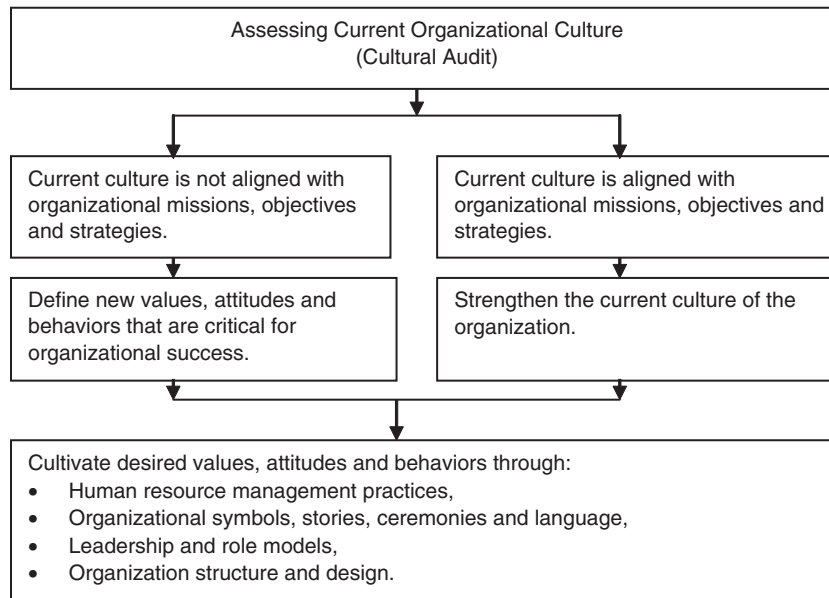 Assessing Current Organizational Culture
(Cultural Audit)
Current culture is not aligned with
organizational missions, objectives
and strategies.
Current culture is aligned with
organizational missions, objectives and
strategies.
Define new values, attitudes and
behaviors that are critical for
organizational success.
Strengthen the current culture of the
organization.
Cultivate desired values, attitudes and behaviors through:
• Human resource management practices,
• Organizational symbols, stories, ceremonies and language,
• Leadership and role models,
• Organization structure and design.